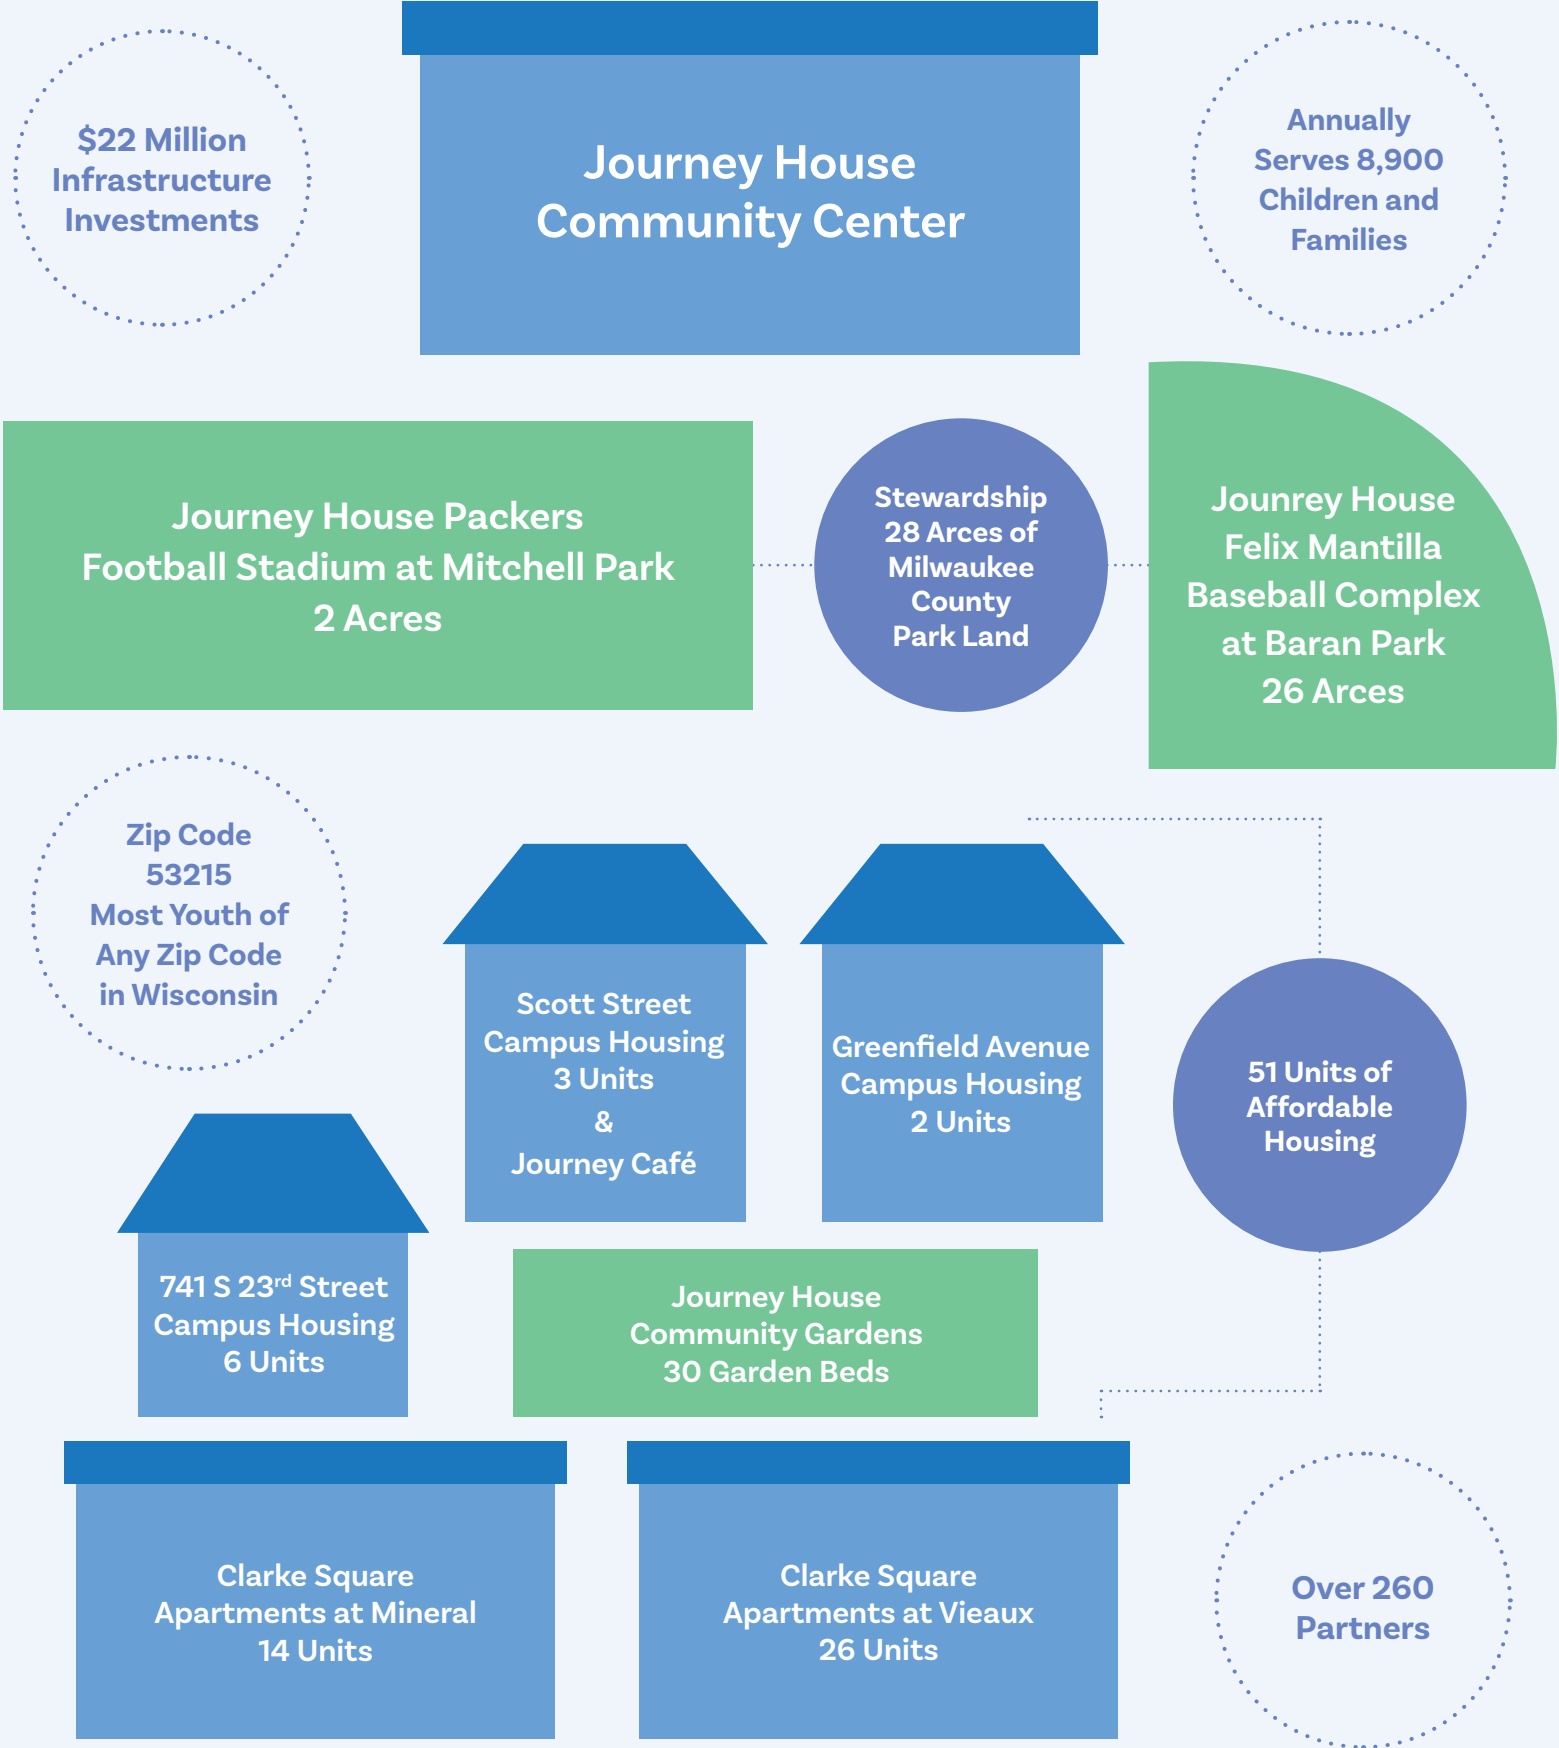 $22 Million
Infrastructure
Investments
Journey House
Community Center
Annually
Serves 8,900
Children and
Families
Journey House Packers
Football Stadium at Mitchell Park
2 Acres
Stewardship
28 Arces of
Milwaukee
County
Park Land
Jounrey House
Felix Mantilla
Baseball Complex
at Baran Park
26 Arces
Zip Code
53215
Most Youth of
Any Zip Code
in Wisconsin
Scott Street
Campus Housing
3 Units
&
Journey Café
Greenfield Avenue
Campus Housing
2 Units
51 Units of
Affordable
Housing
741 S 23rd Street
Campus Housing
6 Units
Journey House
Community Gardens
30 Garden Beds
Clarke Square
Apartments at Mineral
14 Units
Clarke Square
Apartments at Vieaux
26 Units
Over 260
Partners